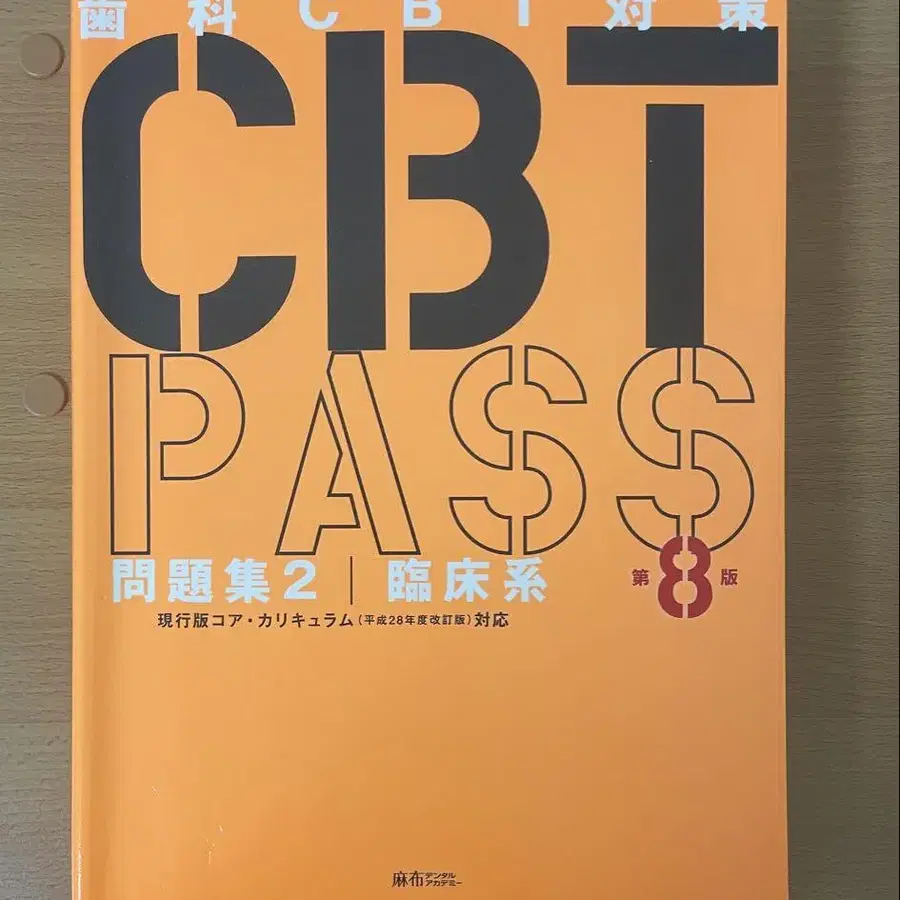 歯科CBT対策
CBT
PASS
問題集2 | 臨床系
第8版
現行版コア・カリキュラム(平成28年度改訂版)対応
麻布デンタルアカデミー